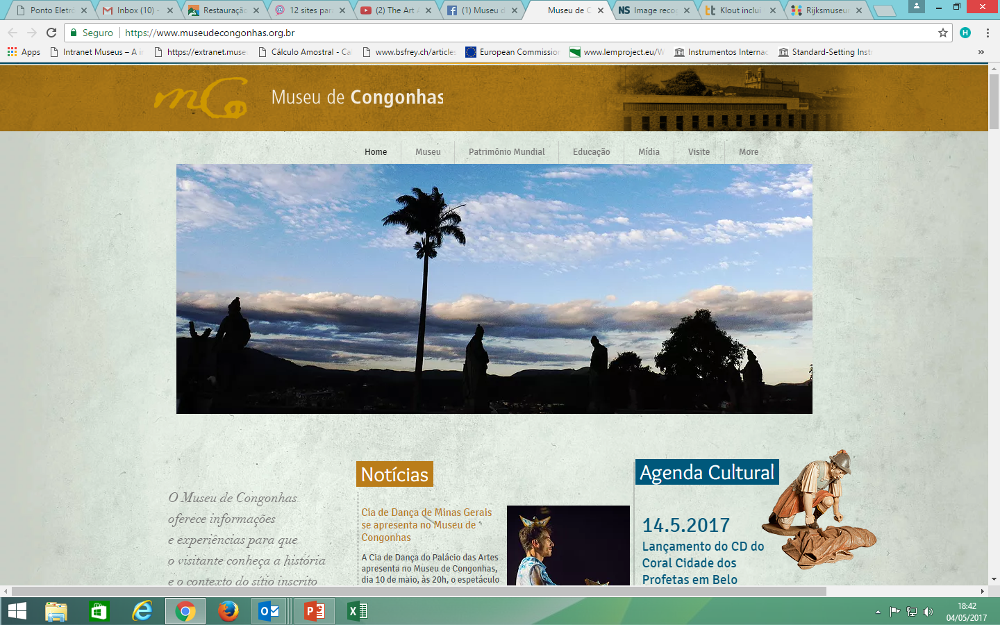 Ponto Eletr
Inbox (10) -
Restauração
12 sites para
(2) The Art
(1) Museu d
Museu de C
Image recog
Klout inclui
Rijksmuseum
Seguro
https://www.museudecongonhas.org.br
Apps
Intranet Museus – A i
https://extranet.muse
Cálculo Amostral - Ca
www.bsfrey.ch/articles
European Commission
www.lemproject.eu/W
Instrumentos Internac
Standard-Setting Inst
»
mCo
Museu de Congonhas
Home
Museu
Patrimônio Mundial
Educação
Mídia
Visite
More
O Museu de Congonhas
oferece informações
e experiências para que
o visitante conheça a história
e o contexto do sítio inscrito
Notícias
Cia de Dança de Minas Gerais
se apresenta no Museu de
Congonhas
A Cia de Dança do Palácio das Artes
apresenta no Museu de Congonhas,
dia 10 de maio, às 20h, o espetáculo
Agenda Cultural
14.5.2017
Lançamento do CD do
Coral Cidade dos
Profetas em Belo
18:42
04/05/2017